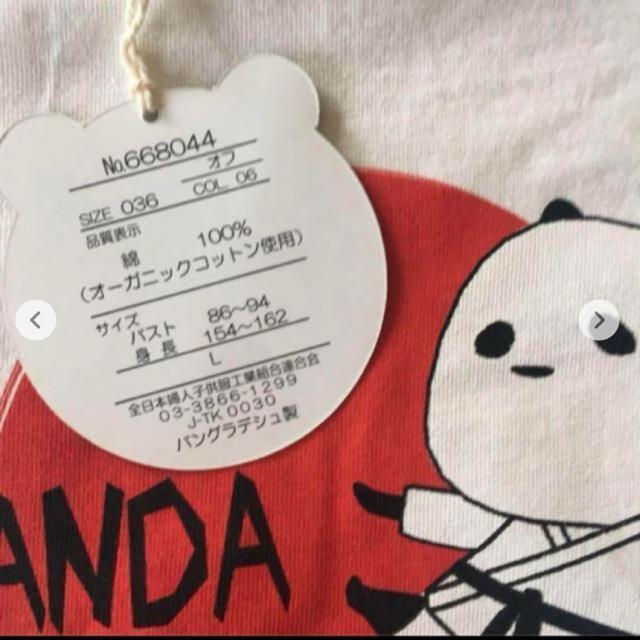 No.668044
オフ
SIZE 036 COL 06
品質表示
綿 100%
(オーガニックコットン使用)
サイズ
バスト 86~94
身長 154~162
L
全日本婦人子供服工業組合連合会
03-3866-1299
J-TK 0030
バングラデシュ製
ANDA